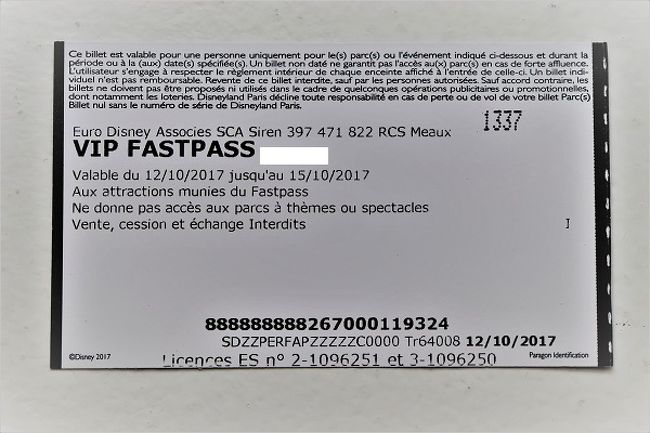 Ce billet est valable pour une personne uniquement pour le(s) parc(s) ou l'événement indiqué ci-dessous et durant la
période ou à la (aux) date(s) spécifiée(s). Un billet non daté ne garantit pas l'accès au(x) parc(s) en cas de forte affluence.
L'utilisateur s'engage à respecter le règlement intérieur de chaque enceinte affiché à l'entrée de celle-ci. Un billet indi-
viduel n'est pas remboursable. Revente de ce billet interdite, sauf par les personnes autorisées. Sauf accord contraire, les
billets ne doivent pas être proposés ni utilisés dans le cadre de quelconques opérations publicitaires ou promotionnelles,
dont notamment les loteries. Disneyland Paris décline toute responsabilité en cas de perte ou de vol de votre billet Parc(s)
Billet nul sans le numéro de série de Disneyland Paris.
1337
Euro Disney Associes SCA Siren 397 471 822 RCS Meaux
VIP FASTPASS
Valable du 12/10/2017 jusqu'au 15/10/2017
Aux attractions munies du Fastpass
Ne donne pas accès aux parcs à thèmes ou spectacles
Vente, cession et échange Interdits I
888888888267000119324
SDZZPERFAPZZZZZC0000 Tr64008 12/10/2017
©Disney 2017 Paragon Identification
Licences ES n° 2-1096251 et 3-1096250